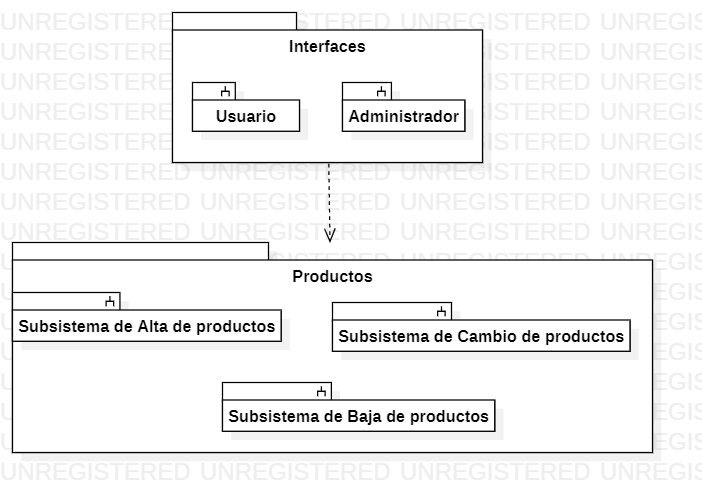 Interfaces
Usuario
Administrador
Productos
Subsistema de Alta de productos
Subsistema de Cambio de productos
Subsistema de Baja de productos
UNREGISTERED UNREGISTERED UNREGISTERED UNREGISTERED